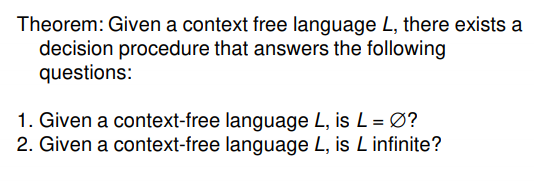 Theorem: Given a context free language L, there exists a
decision procedure that answers the following
questions:
1. Given a context-free language L, is L = ∅?
2. Given a context-free language L, is L infinite?